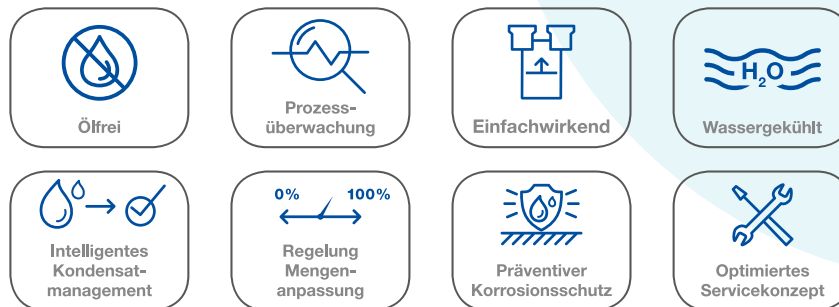 Ölfrei
Prozess-
überwachung
Einfachwirkend
H₂O
Wassergekühlt
Intelligentes
Kondensat-
management
0% 100%
Regelung
Mengen-
anpassung
Präventiver
Korrosionsschutz
Optimiertes
Servicekonzept